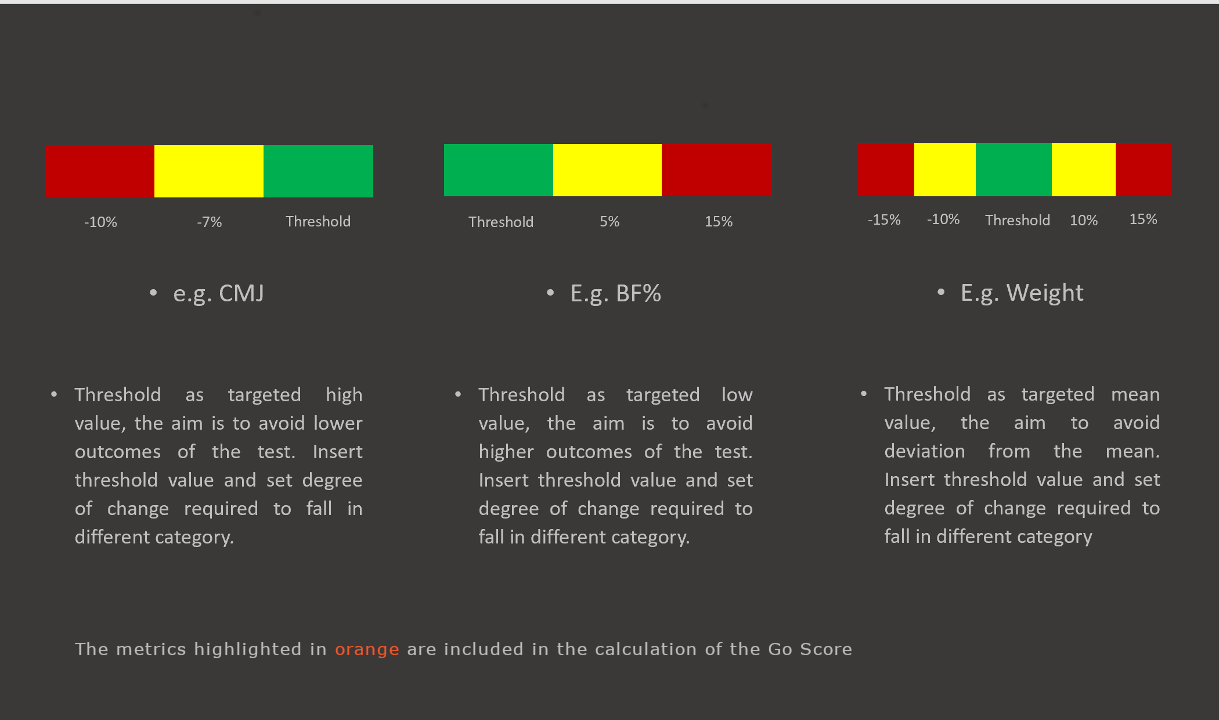 -10% -7% Threshold
Threshold 5% 15%
-15% -10% Threshold 10% 15%
• e.g. CMJ
• E.g. BF%
• E.g. Weight
• Threshold as targeted high
value, the aim is to avoid lower
outcomes of the test. Insert
threshold value and set degree
of change required to fall in
different category.
• Threshold as targeted low
value, the aim is to avoid
higher outcomes of the test.
Insert threshold value and set
degree of change required to
fall in different category.
• Threshold as targeted mean
value, the aim to avoid
deviation from the mean.
Insert threshold value and set
degree of change required to
fall in different category
The metrics highlighted in orange are included in the calculation of the Go Score